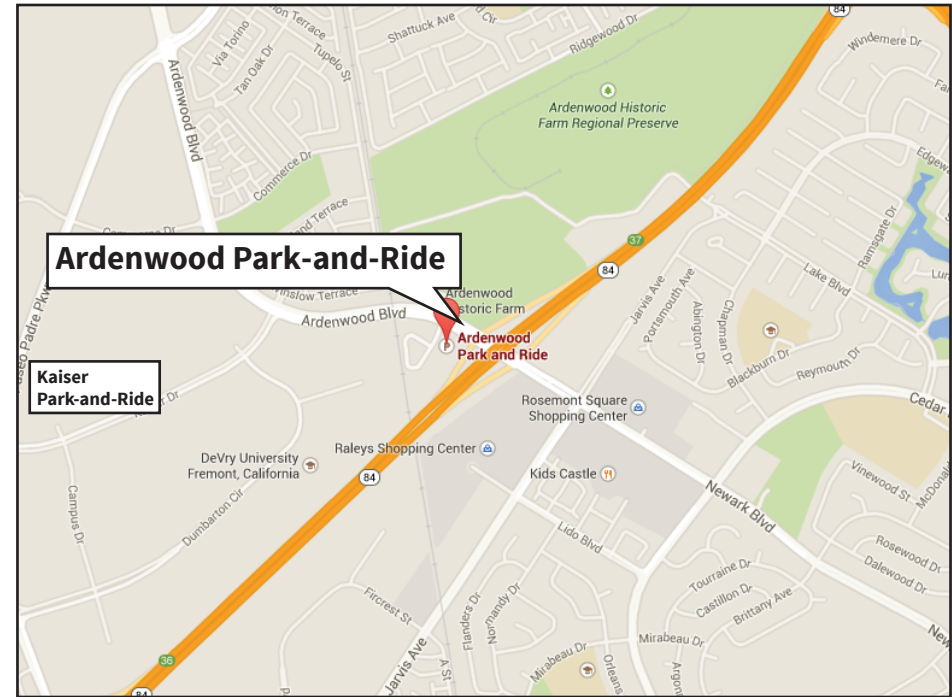 84
Shattuck Ave
Ridgewood Dr
Windemere Dr
Via Torino
Tan Oak Dr
Tupelo St
Ardenwood Blvd
Ardenwood Historic
Farm Regional Preserve
Commerce Dr
Edgew
Ramsgate Dr
37
84
Lake Blvd
Ardenwood Park-and-Ride
Winslow Terrace
Ardenwood
Historic Farm
Ardenwood Blvd
Jarvis Ave
Portsmouth Ave
Abington Dr
Chapman Dr
Blackburn Dr
Reymouth Dr
Ardenwood
Park and Ride
Kaiser
Park-and-Ride
Rosemont Square
Shopping Center
Cedar
Raleys Shopping Center
DeVry University
Fremont, California
84
Kids Castle
Vinewood St
McDonald
Newark Blvd
Campus Dr
Dumbarton Cir
Lido Blvd
Rosewood Dr
Dalewood Dr
Tourraine Dr
Castillon Dr
Brittany Ave
Fircrest St
Flanders Dr
Normandy Dr
Mirabeau Dr
Mirabeau Dr
New
36
Jarvis Ave
A St
Orleans
Argon
84